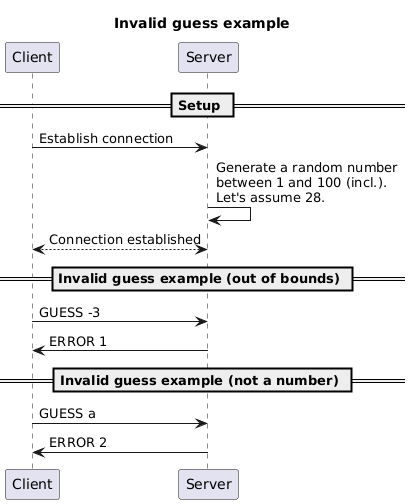 Invalid guess example
Client Server
Setup
Establish connection
Generate a random number
between 1 and 100 (incl.).
Let's assume 28.
Connection established
Invalid guess example (out of bounds)
GUESS -3
ERROR 1
Invalid guess example (not a number)
GUESS a
ERROR 2
Client Server